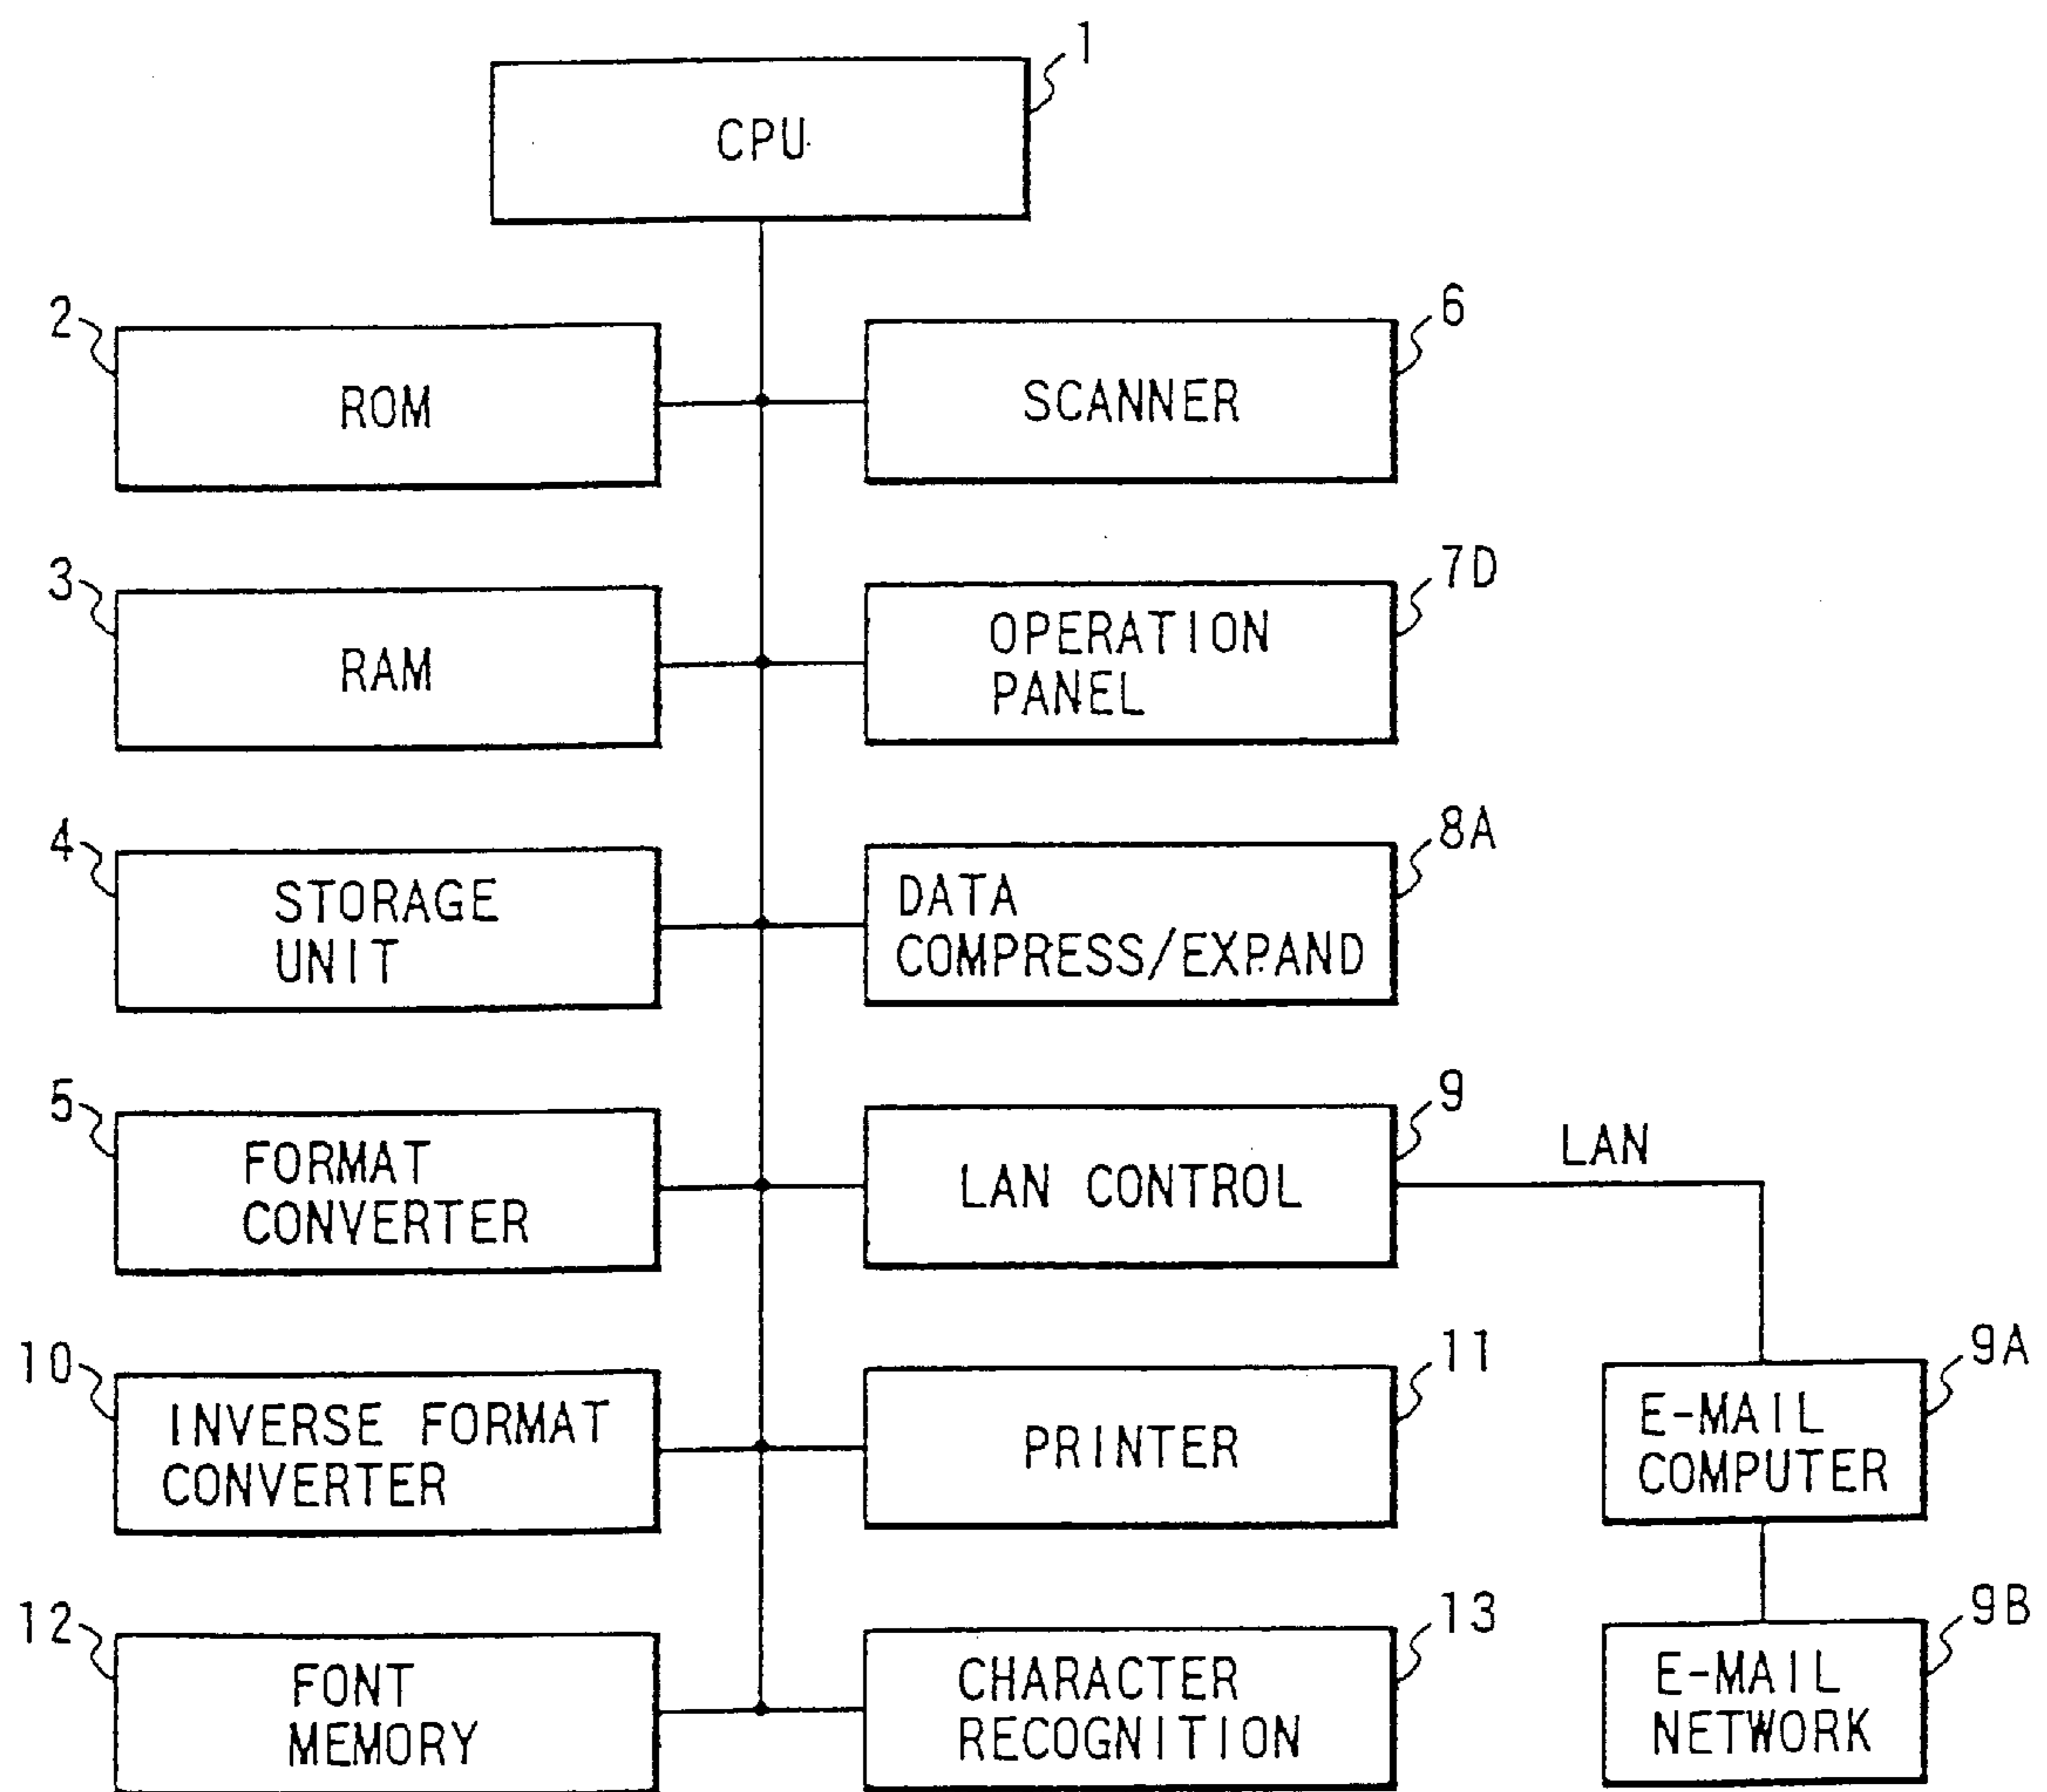 1
CPU
2
ROM
6
SCANNER
3
RAM
7D
OPERATION
PANEL
4
STORAGE
UNIT
8A
DATA
COMPRESS/EXPAND
5
FORMAT
CONVERTER
9
LAN CONTROL
LAN
10
INVERSE FORMAT
CONVERTER
11
PRINTER
9A
E-MAIL
COMPUTER
12
FONT
MEMORY
13
CHARACTER
RECOGNITION
9B
E-MAIL
NETWORK